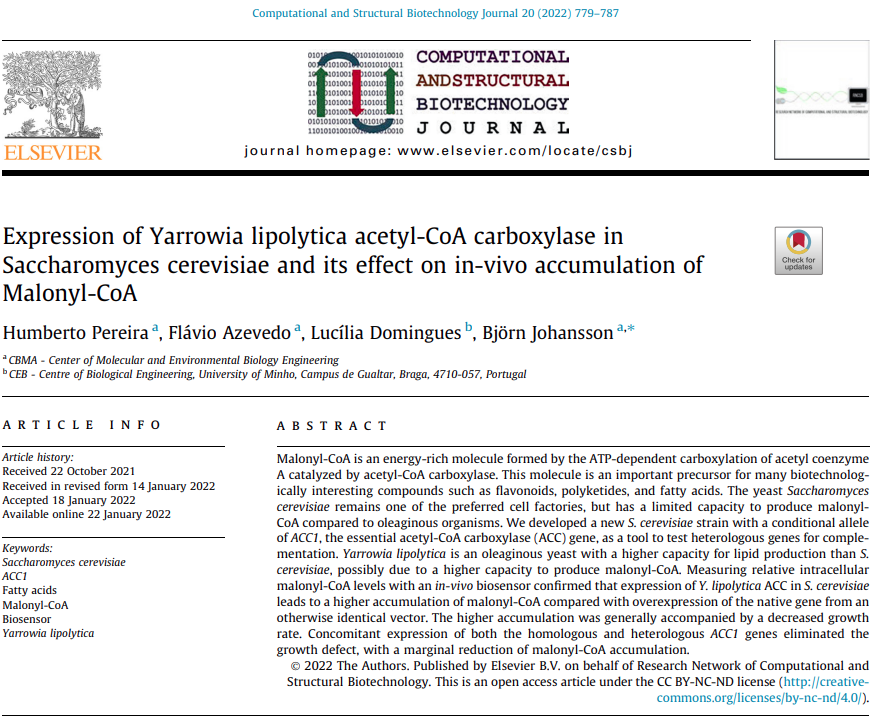 Computational and Structural Biotechnology Journal 20 (2022) 779–787
ELSEVIER
COMPUTATIONAL
ANDSTRUCTURAL
BIOTECHNOLOGY
JOURNAL
journal homepage: www.elsevier.com/locate/csbj
Expression of Yarrowia lipolytica acetyl-CoA carboxylase in
Saccharomyces cerevisiae and its effect on in-vivo accumulation of
Malonyl-CoA
Check for
updates
Humberto Pereira a, Flávio Azevedo a, Lucília Domingues b, Björn Johansson a,*
a CBMA - Center of Molecular and Environmental Biology Engineering
b CEB - Centre of Biological Engineering, University of Minho, Campus de Gualtar, Braga, 4710-057, Portugal
ARTICLE INFO
Article history:
Received 22 October 2021
Received in revised form 14 January 2022
Accepted 18 January 2022
Available online 22 January 2022
Keywords:
Saccharomyces cerevisiae
ACC1
Fatty acids
Malonyl-CoA
Biosensor
Yarrowia lipolytica
ABSTRACT
Malonyl-CoA is an energy-rich molecule formed by the ATP-dependent carboxylation of acetyl coenzyme
A catalyzed by acetyl-CoA carboxylase. This molecule is an important precursor for many biotechnolog-
ically interesting compounds such as flavonoids, polyketides, and fatty acids. The yeast Saccharomyces
cerevisiae remains one of the preferred cell factories, but has a limited capacity to produce malonyl-
CoA compared to oleaginous organisms. We developed a new S. cerevisiae strain with a conditional allele
of ACC1, the essential acetyl-CoA carboxylase (ACC) gene, as a tool to test heterologous genes for comple-
mentation. Yarrowia lipolytica is an oleaginous yeast with a higher capacity for lipid production than S.
cerevisiae, possibly due to a higher capacity to produce malonyl-CoA. Measuring relative intracellular
malonyl-CoA levels with an in-vivo biosensor confirmed that expression of Y. lipolytica ACC in S. cerevisiae
leads to a higher accumulation of malonyl-CoA compared with overexpression of the native gene from an
otherwise identical vector. The higher accumulation was generally accompanied by a decreased growth
rate. Concomitant expression of both the homologous and heterologous ACC1 genes eliminated the
growth defect, with a marginal reduction of malonyl-CoA accumulation.
© 2022 The Authors. Published by Elsevier B.V. on behalf of Research Network of Computational and
Structural Biotechnology. This is an open access article under the CC BY-NC-ND license (http://creative-
commons.org/licenses/by-nc-nd/4.0/).